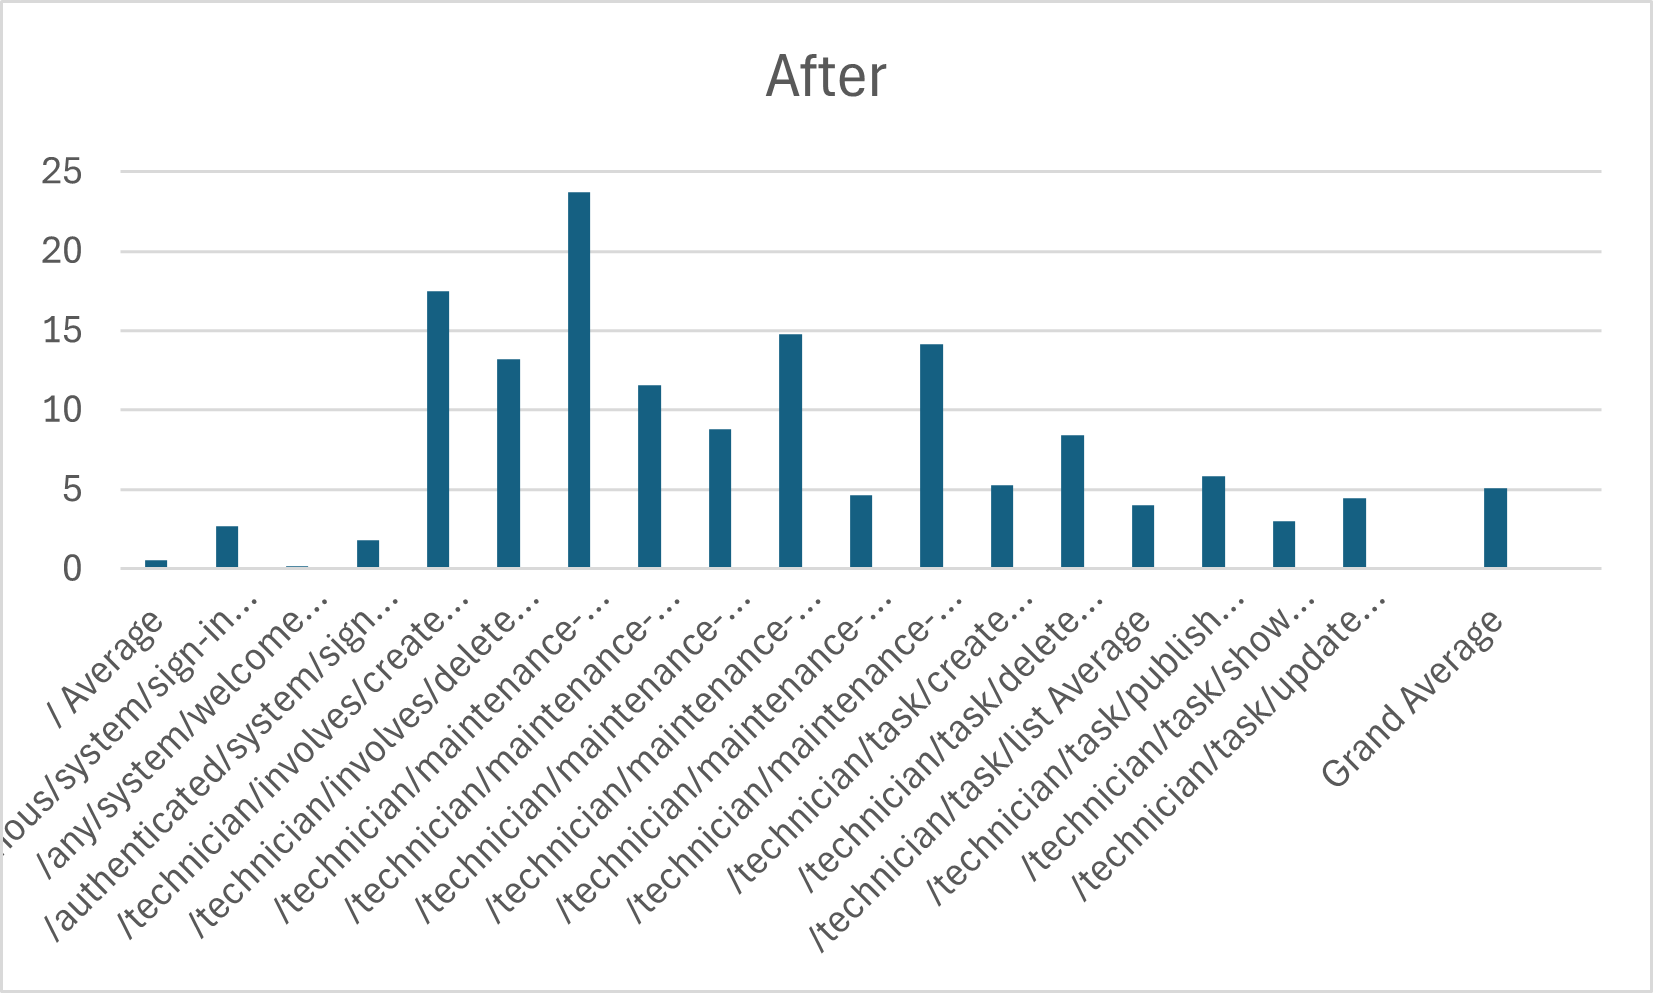 After
25
20
15
10
5
0
/ Average
/system/sign-in...
/any/system/welcome...
/authenticated/system/sign...
/technician/involves/create...
/technician/involves/delete...
/technician/maintenance-...
/technician/maintenance-...
/technician/maintenance-...
/technician/maintenance-...
/technician/maintenance-...
/technician/maintenance-...
/technician/task/create...
/technician/task/delete...
/technician/task/list Average
/technician/task/publish...
/technician/task/show...
/technician/task/update...
Grand Average